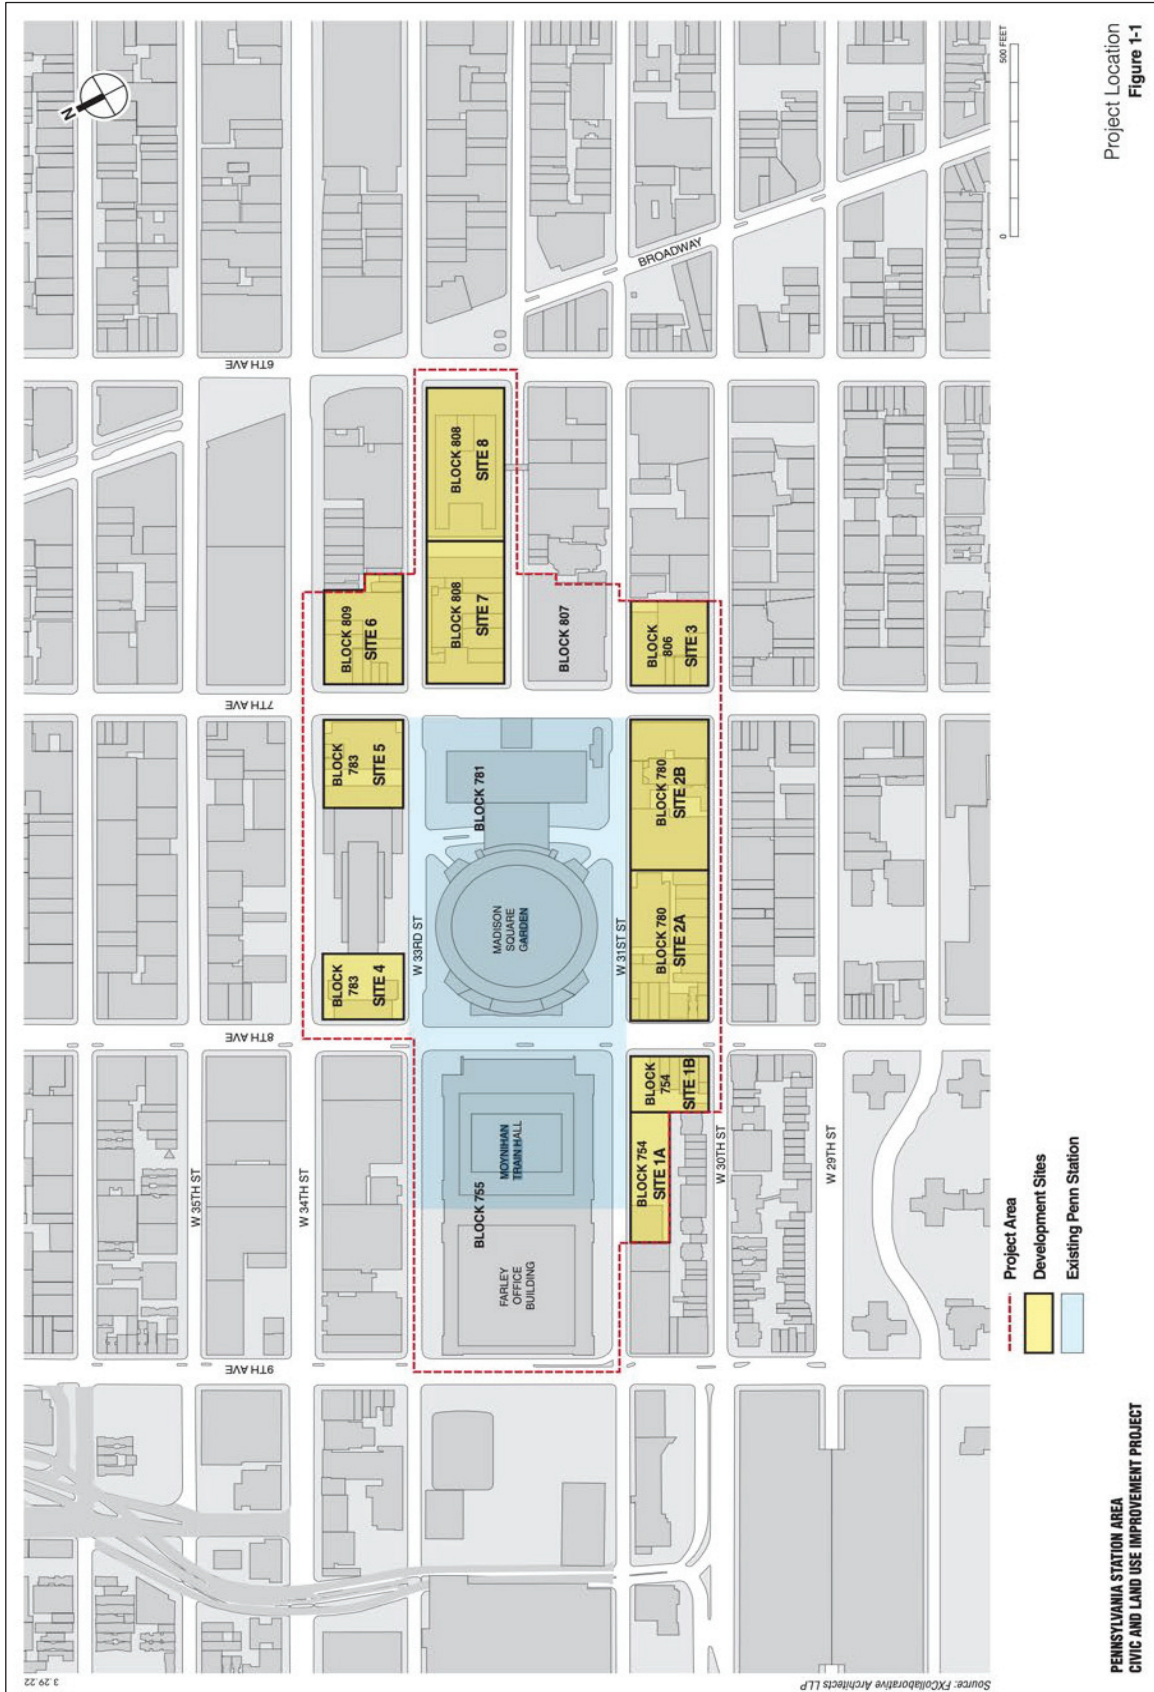 Project Location
Figure 1-1
3.29.22
N
0
500 FEET
6TH AVE
BROADWAY
7TH AVE
8TH AVE
9TH AVE
W 35TH ST
W 34TH ST
W 33RD ST
W 31ST ST
W 30TH ST
W 29TH ST
BLOCK 809
SITE 6
BLOCK 808
SITE 8
BLOCK 808
SITE 7
BLOCK 807
BLOCK
806
SITE 3
BLOCK
783
SITE 5
BLOCK
783
SITE 4
BLOCK 781
MADISON
SQUARE
GARDEN
BLOCK 780
SITE 2B
BLOCK 780
SITE 2A
BLOCK
754
SITE 1B
BLOCK 754
SITE 1A
MOYNIHAN
TRAIN HALL
BLOCK 755
FARLEY
OFFICE
BUILDING
Project Area
Development Sites
Existing Penn Station
Source: FXCollaborative Architects LLP
PENNSYLVANIA STATION AREA
CIVIC AND LAND USE IMPROVEMENT PROJECT